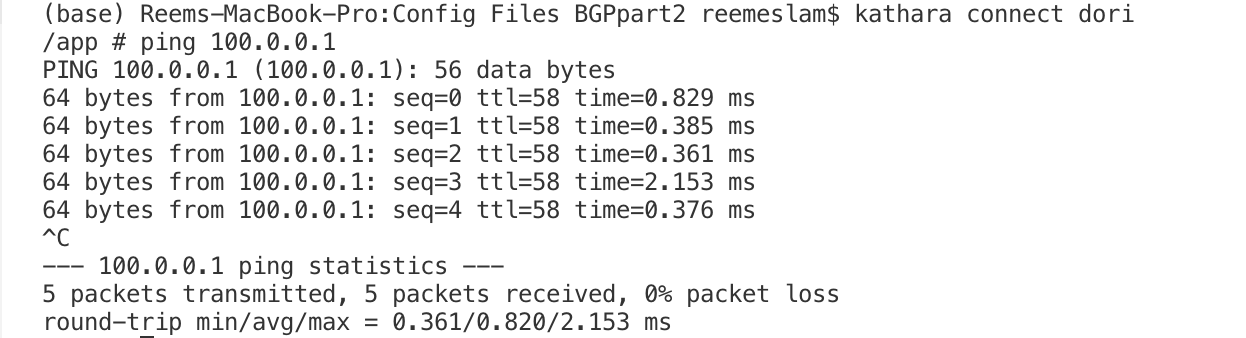 (base) Reems-MacBook-Pro:Config Files BGPpart2 reemeslam$ kathara connect dori
/app # ping 100.0.0.1
PING 100.0.0.1 (100.0.0.1): 56 data bytes
64 bytes from 100.0.0.1: seq=0 ttl=58 time=0.829 ms
64 bytes from 100.0.0.1: seq=1 ttl=58 time=0.385 ms
64 bytes from 100.0.0.1: seq=2 ttl=58 time=0.361 ms
64 bytes from 100.0.0.1: seq=3 ttl=58 time=2.153 ms
64 bytes from 100.0.0.1: seq=4 ttl=58 time=0.376 ms
^C
--- 100.0.0.1 ping statistics ---
5 packets transmitted, 5 packets received, 0% packet loss
round-trip min/avg/max = 0.361/0.820/2.153 ms